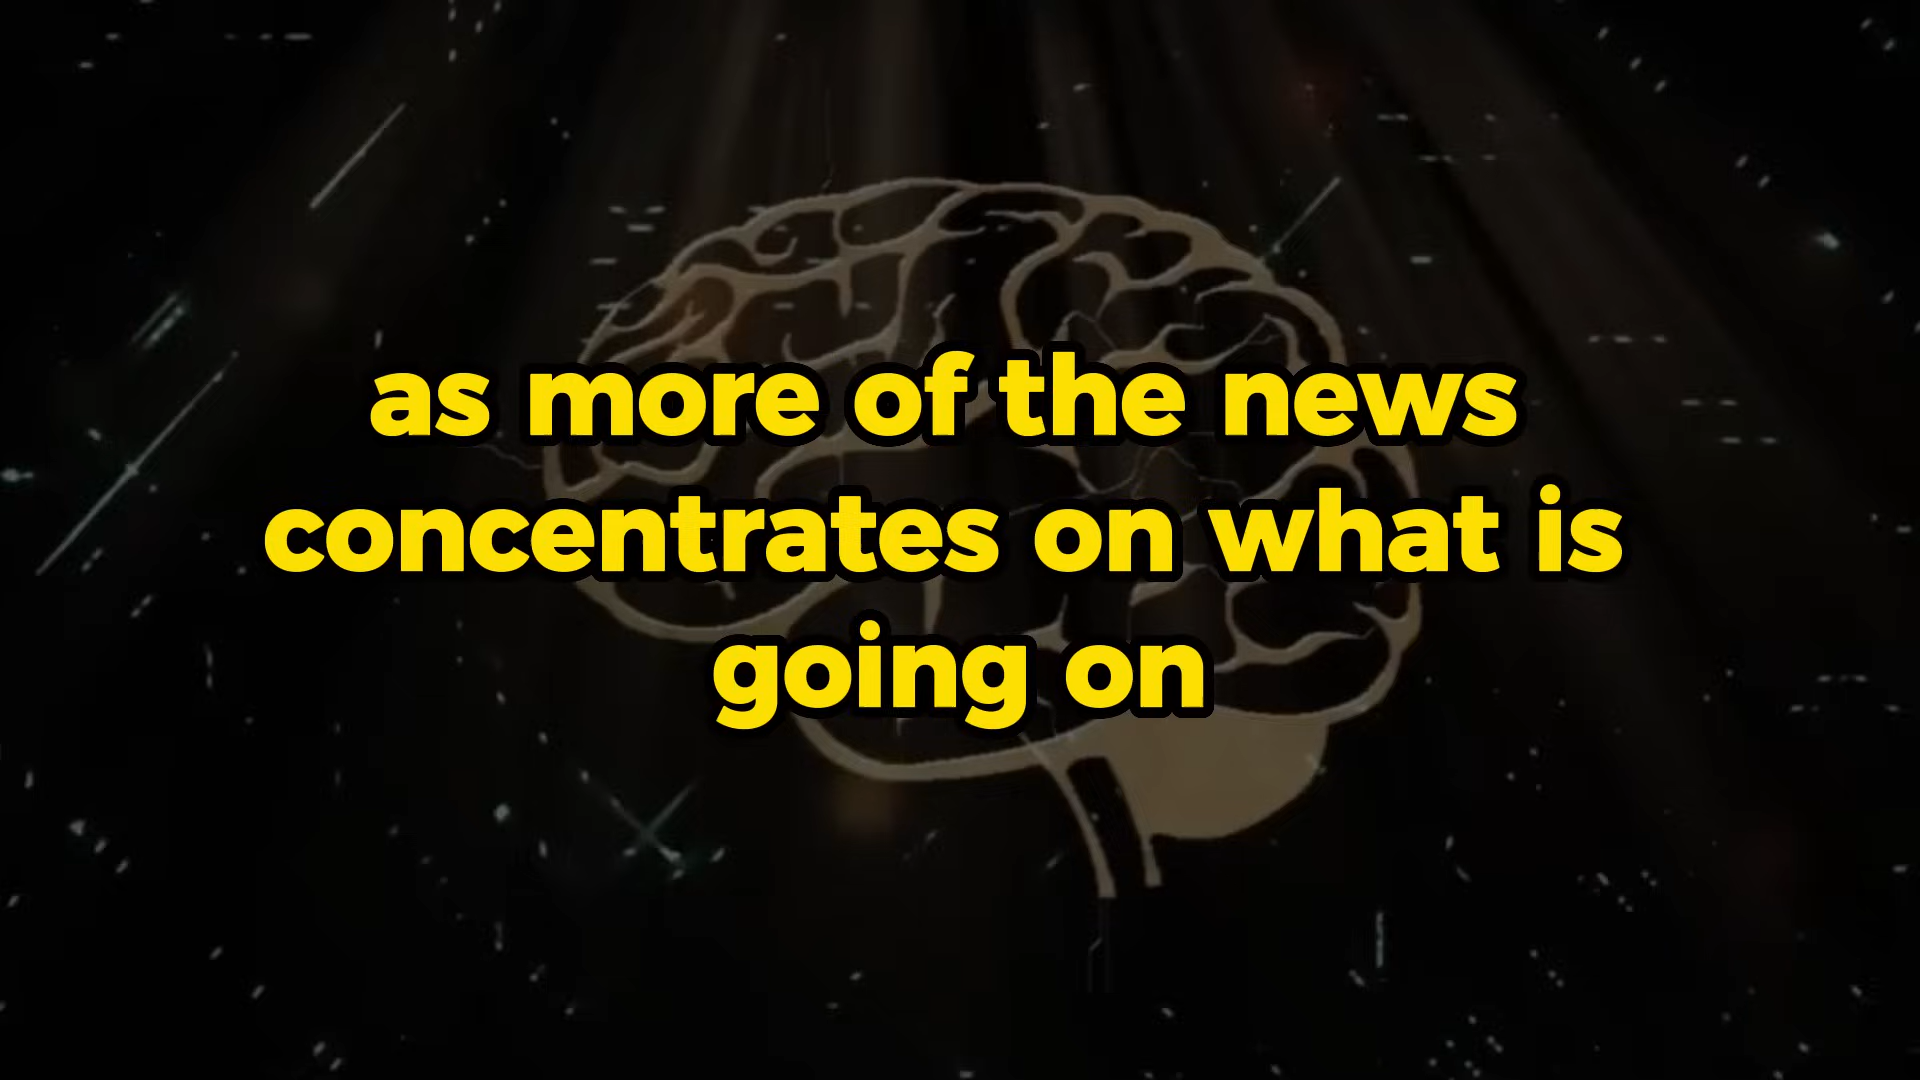 as more of the news
concentrates on what is
going on